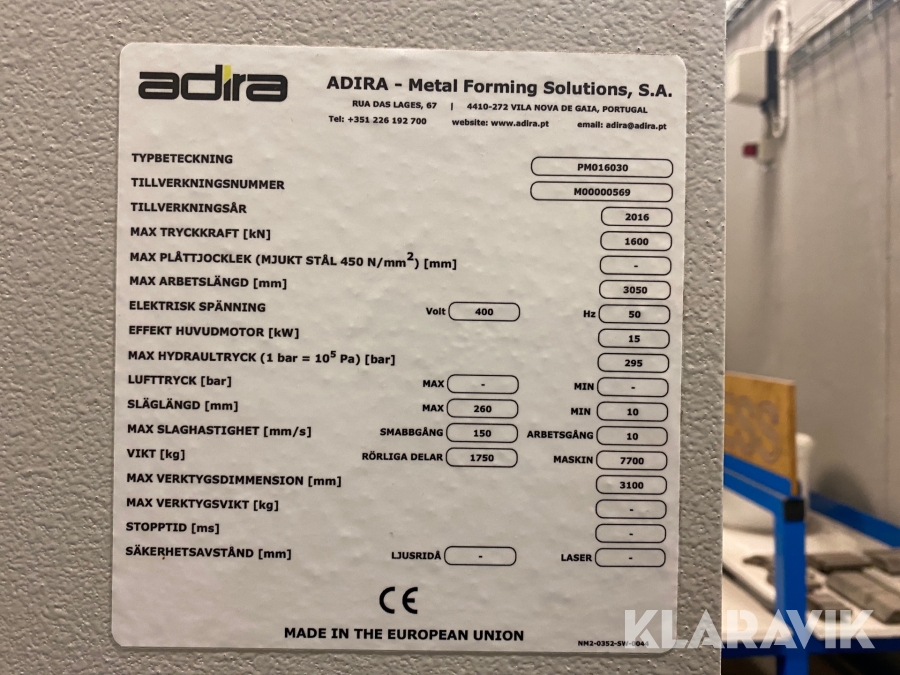 adira
ADIRA - Metal Forming Solutions, S.A.
RUA DAS LAGES, 67 | 4410-272 VILA NOVA DE GAIA, PORTUGAL
Tel: +351 226 192 700 website: www.adira.pt email: adira@adira.pt
TYPBETECKNING PM016030
TILLVERKNINGSNUMMER M00000569
TILLVERKNINGSÅR 2016
MAX TRYCKKRAFT [kN] 1600
MAX PLÅTTJOCKLEK (MJUKT STÅL 450 N/mm²) [mm] -
MAX ARBETSLÄNGD [mm] 3050
ELEKTRISK SPÄNNING Volt 400 Hz 50
EFFEKT HUVUDMOTOR [kW] 15
MAX HYDRAULTRYCK (1 bar = 10⁵ Pa) [bar] 295
LUFTTRYCK [bar] MAX - MIN -
SLÄGLÄNGD [mm] MAX 260 MIN 10
MAX SLAGHASTIGHET [mm/s] SMABBGÅNG 150 ARBETSGÅNG 10
VIKT [kg] RÖRLIGA DELAR 1750 MASKIN 7700
MAX VERKTYGSDIMMENSION [mm] 3100
MAX VERKTYGSVIKT [kg] -
STOPPTID [ms] -
SÄKERHETSAVSTÅND [mm] LJUSRIDÅ - LASER -
CE
MADE IN THE EUROPEAN UNION
NM2-0352-SW-0044
KLARAVIK